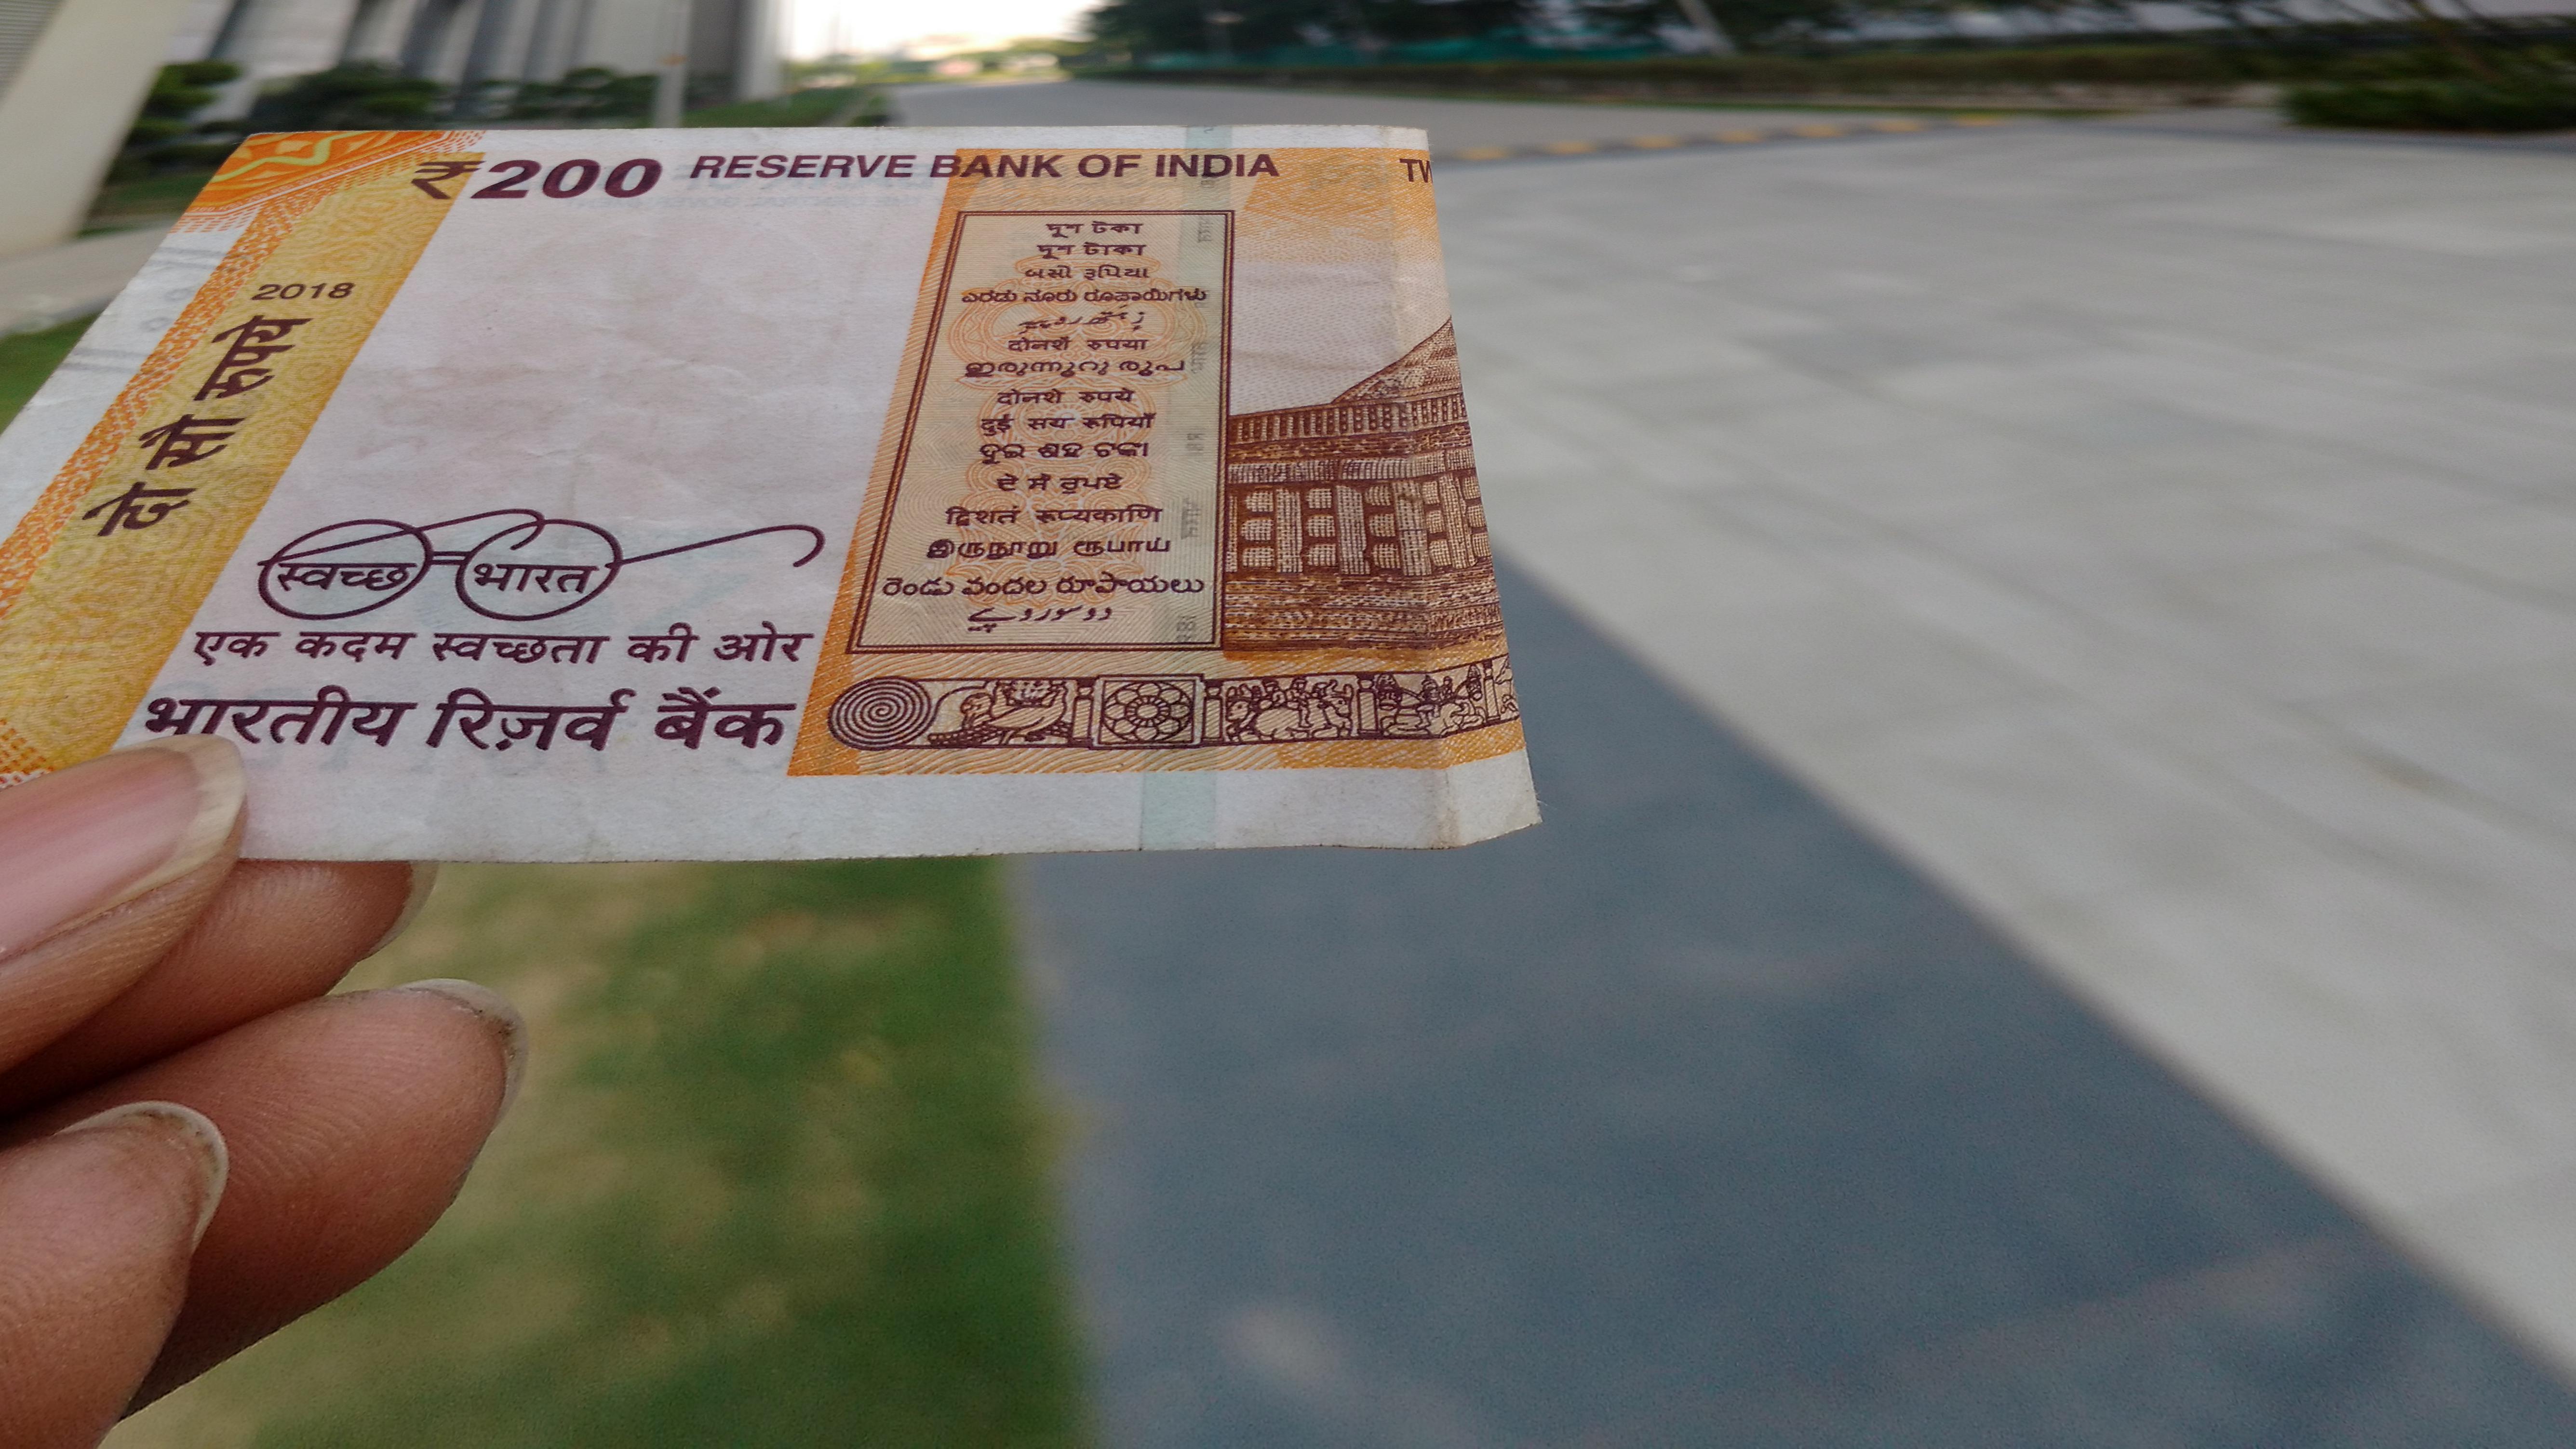 ₹200 RESERVE BANK OF INDIA TW
2018
दो सौ रुपये
দুশ টকা
দুশ টাকা
બસો રૂપિયા
ಎರಡು ನೂರು ರೂಪಾಯಿಗಳು
दोनशें रुपया
ഇരുന്നൂറു രൂപ
दोनशे रुपये
दुई सय रुपियाँ
ଦୁଇ ଶହ ଟଙ୍କା
ਦੋ ਸੌ ਰੁਪਏ
द्विशतं रूप्यकाणि
இருநூறு ரூபாய்
రెండు వందల రూపాయలు
دو سو روپے
स्वच्छ भारत
एक कदम स्वच्छता की ओर
भारतीय रिज़र्व बैंक